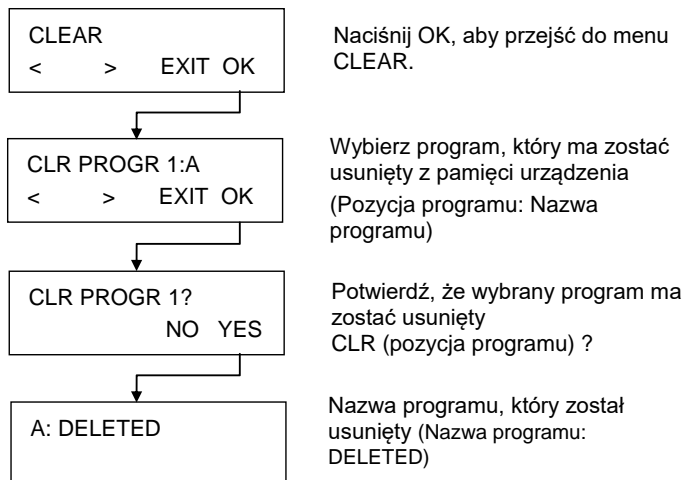 CLEAR
< > EXIT OK
Naciśnij OK, aby przejść do menu
CLEAR.
CLR PROGR 1:A
< > EXIT OK
Wybierz program, który ma zostać
usunięty z pamięci urządzenia
(Pozycja programu: Nazwa
programu)
CLR PROGR 1?
NO YES
Potwierdź, że wybrany program ma
zostać usunięty
CLR (pozycja programu) ?
A: DELETED
Nazwa programu, który został
usunięty (Nazwa programu:
DELETED)